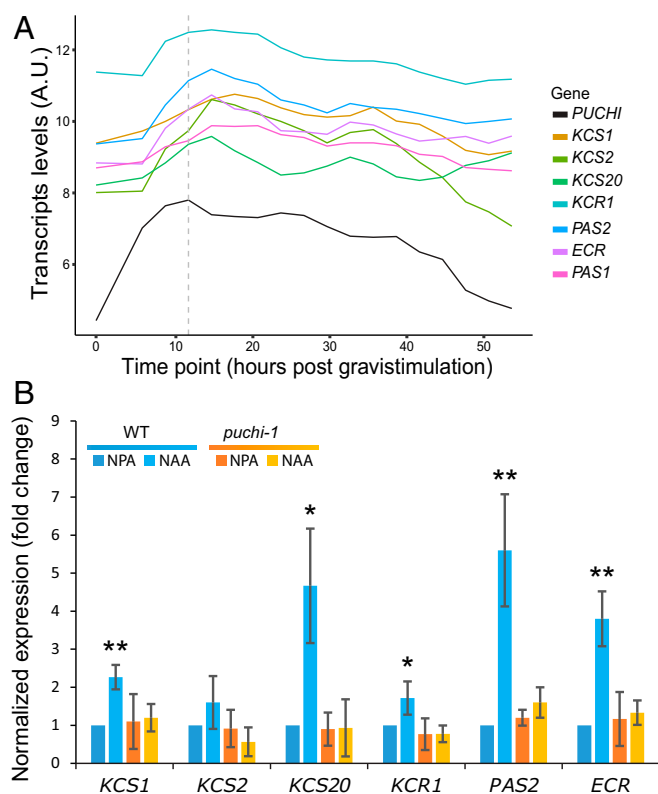 A
Transcripts levels (A.U.)
12
10
8
6
0 10 20 30 40 50
Time point (hours post gravistimulation)
Gene
PUCHI
KCS1
KCS2
KCS20
KCR1
PAS2
ECR
PAS1
B
Normalized expression (fold change)
9
8
7
6
5
4
3
2
1
0
WT puchi-1
NPA NAA NPA NAA
** * * ** **
KCS1 KCS2 KCS20 KCR1 PAS2 ECR